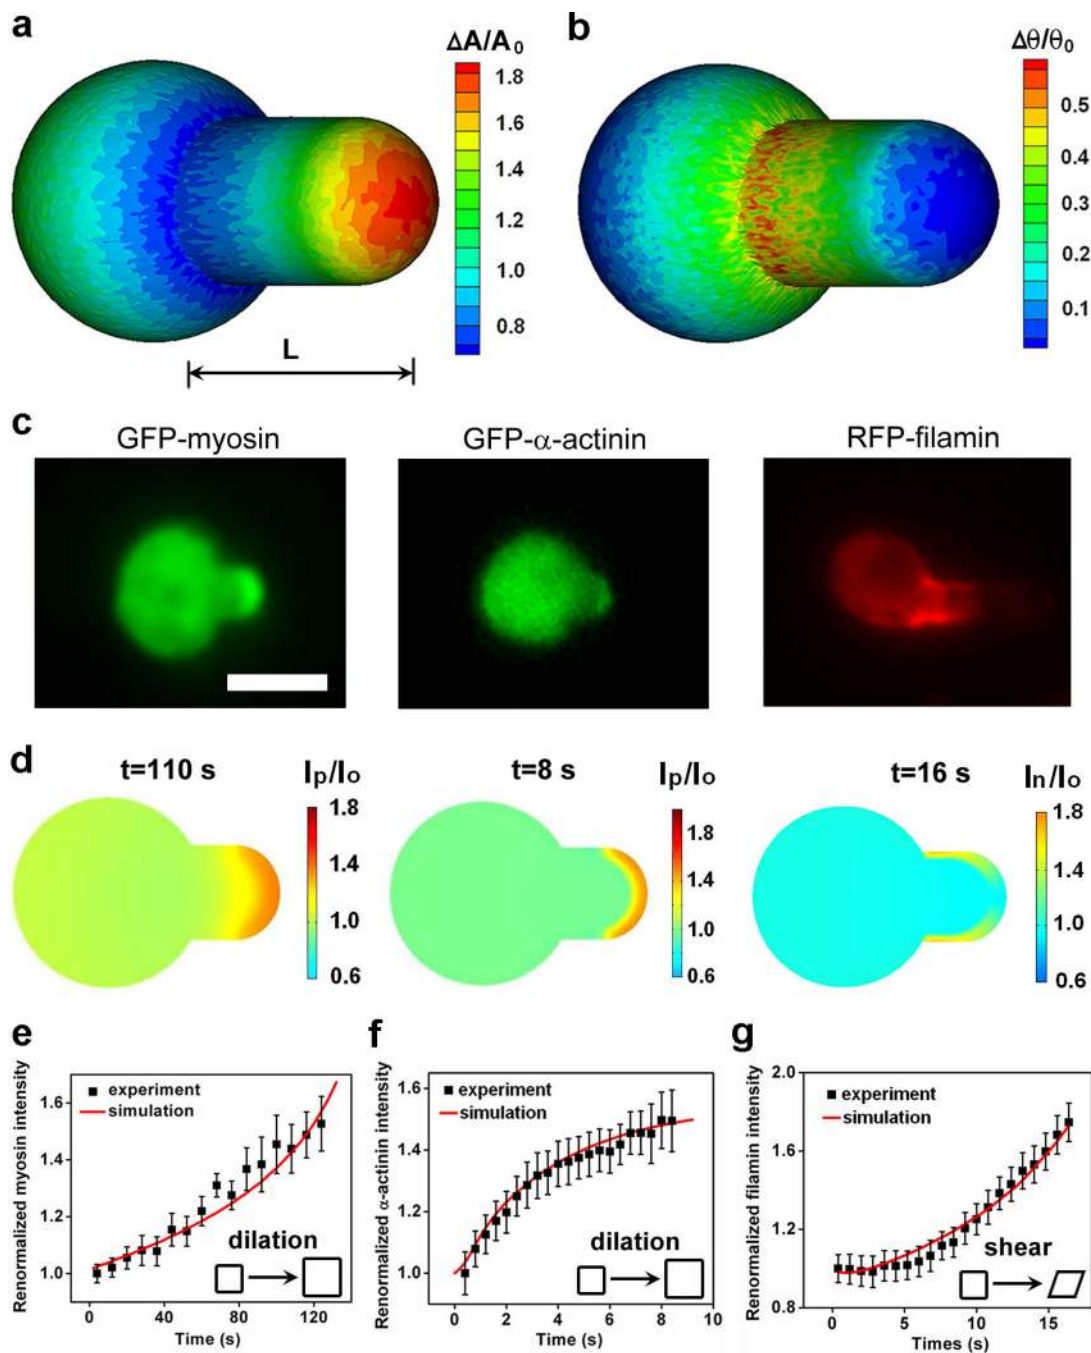 a
ΔA/A0
1.8
1.6
1.4
1.2
1.0
0.8
L
b
Δθ/θ0
0.5
0.4
0.3
0.2
0.1
c
GFP-myosin
GFP-α-actinin
RFP-filamin
d
t=110 s
Ip/Io
1.8
1.4
1.0
0.6
t=8 s
Ip/Io
1.8
1.4
1.0
0.6
t=16 s
In/Io
1.8
1.4
1.0
0.6
e
Renormalized myosin intensity
1.6
1.4
1.2
1.0
experiment
simulation
dilation
0 40 80 120
Time (s)
f
Renormalized α-actinin intensity
1.6
1.4
1.2
1.0
experiment
simulation
dilation
0 2 4 6 8 10
Time (s)
g
Renormalized filamin intensity
2.0
1.6
1.2
0.8
experiment
simulation
shear
0 5 10 15
Times (s)